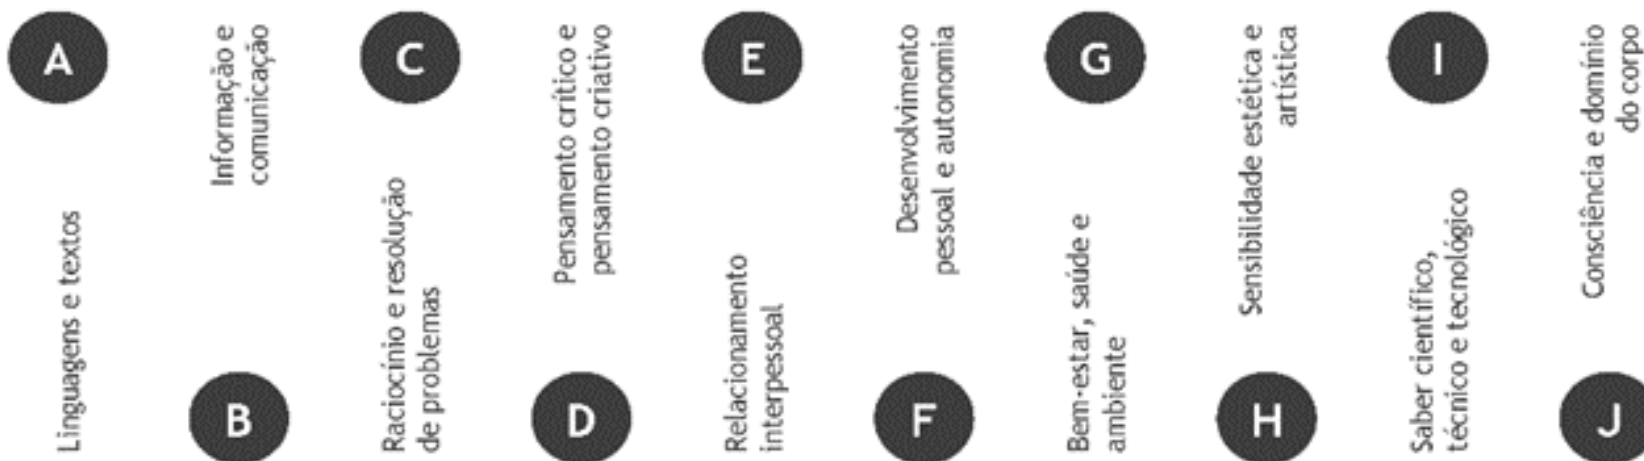 A
Linguagens e textos
B
Informação e
comunicação
C
Raciocínio e resolução
de problemas
D
Pensamento crítico e
pensamento criativo
E
Relacionamento
interpessoal
F
Desenvolvimento
pessoal e autonomia
G
Bem-estar, saúde e
ambiente
H
Sensibilidade estética e
artística
I
Saber científico,
técnico e tecnológico
J
Consciência e domínio
do corpo